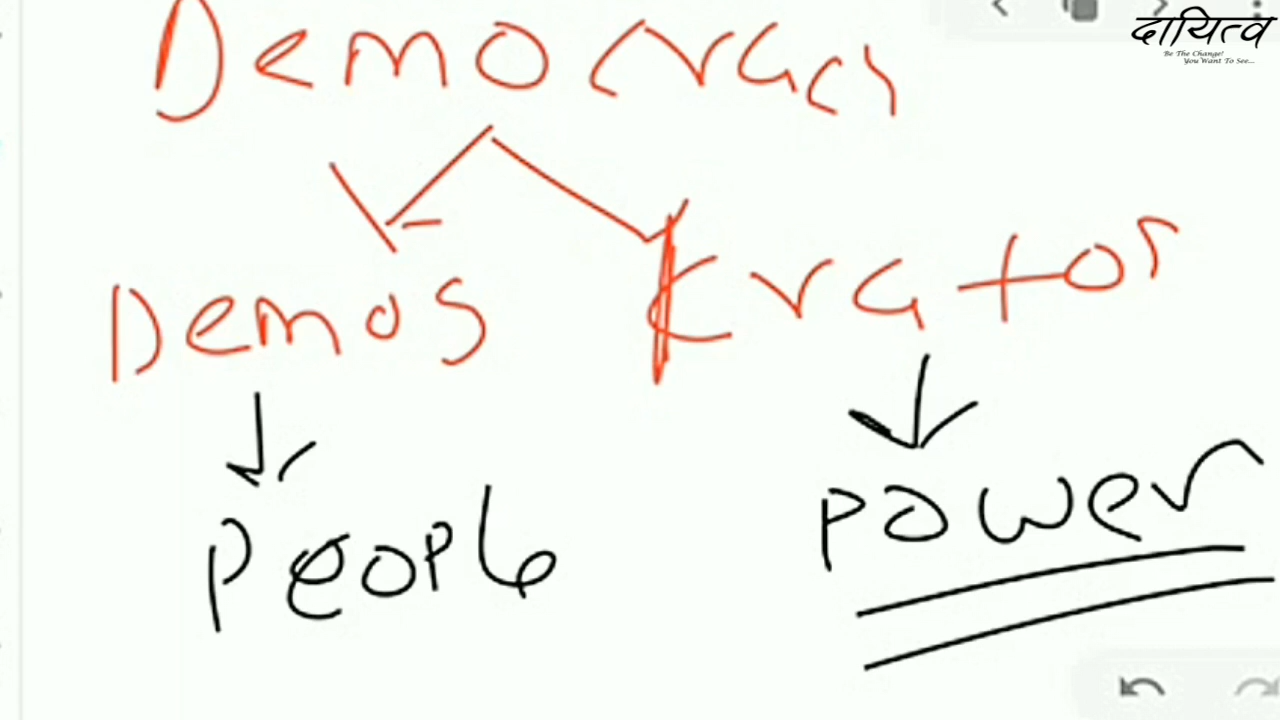 Democracy
दायित्व
Be The Change!
You Want To See...
Demos Krator
People Power